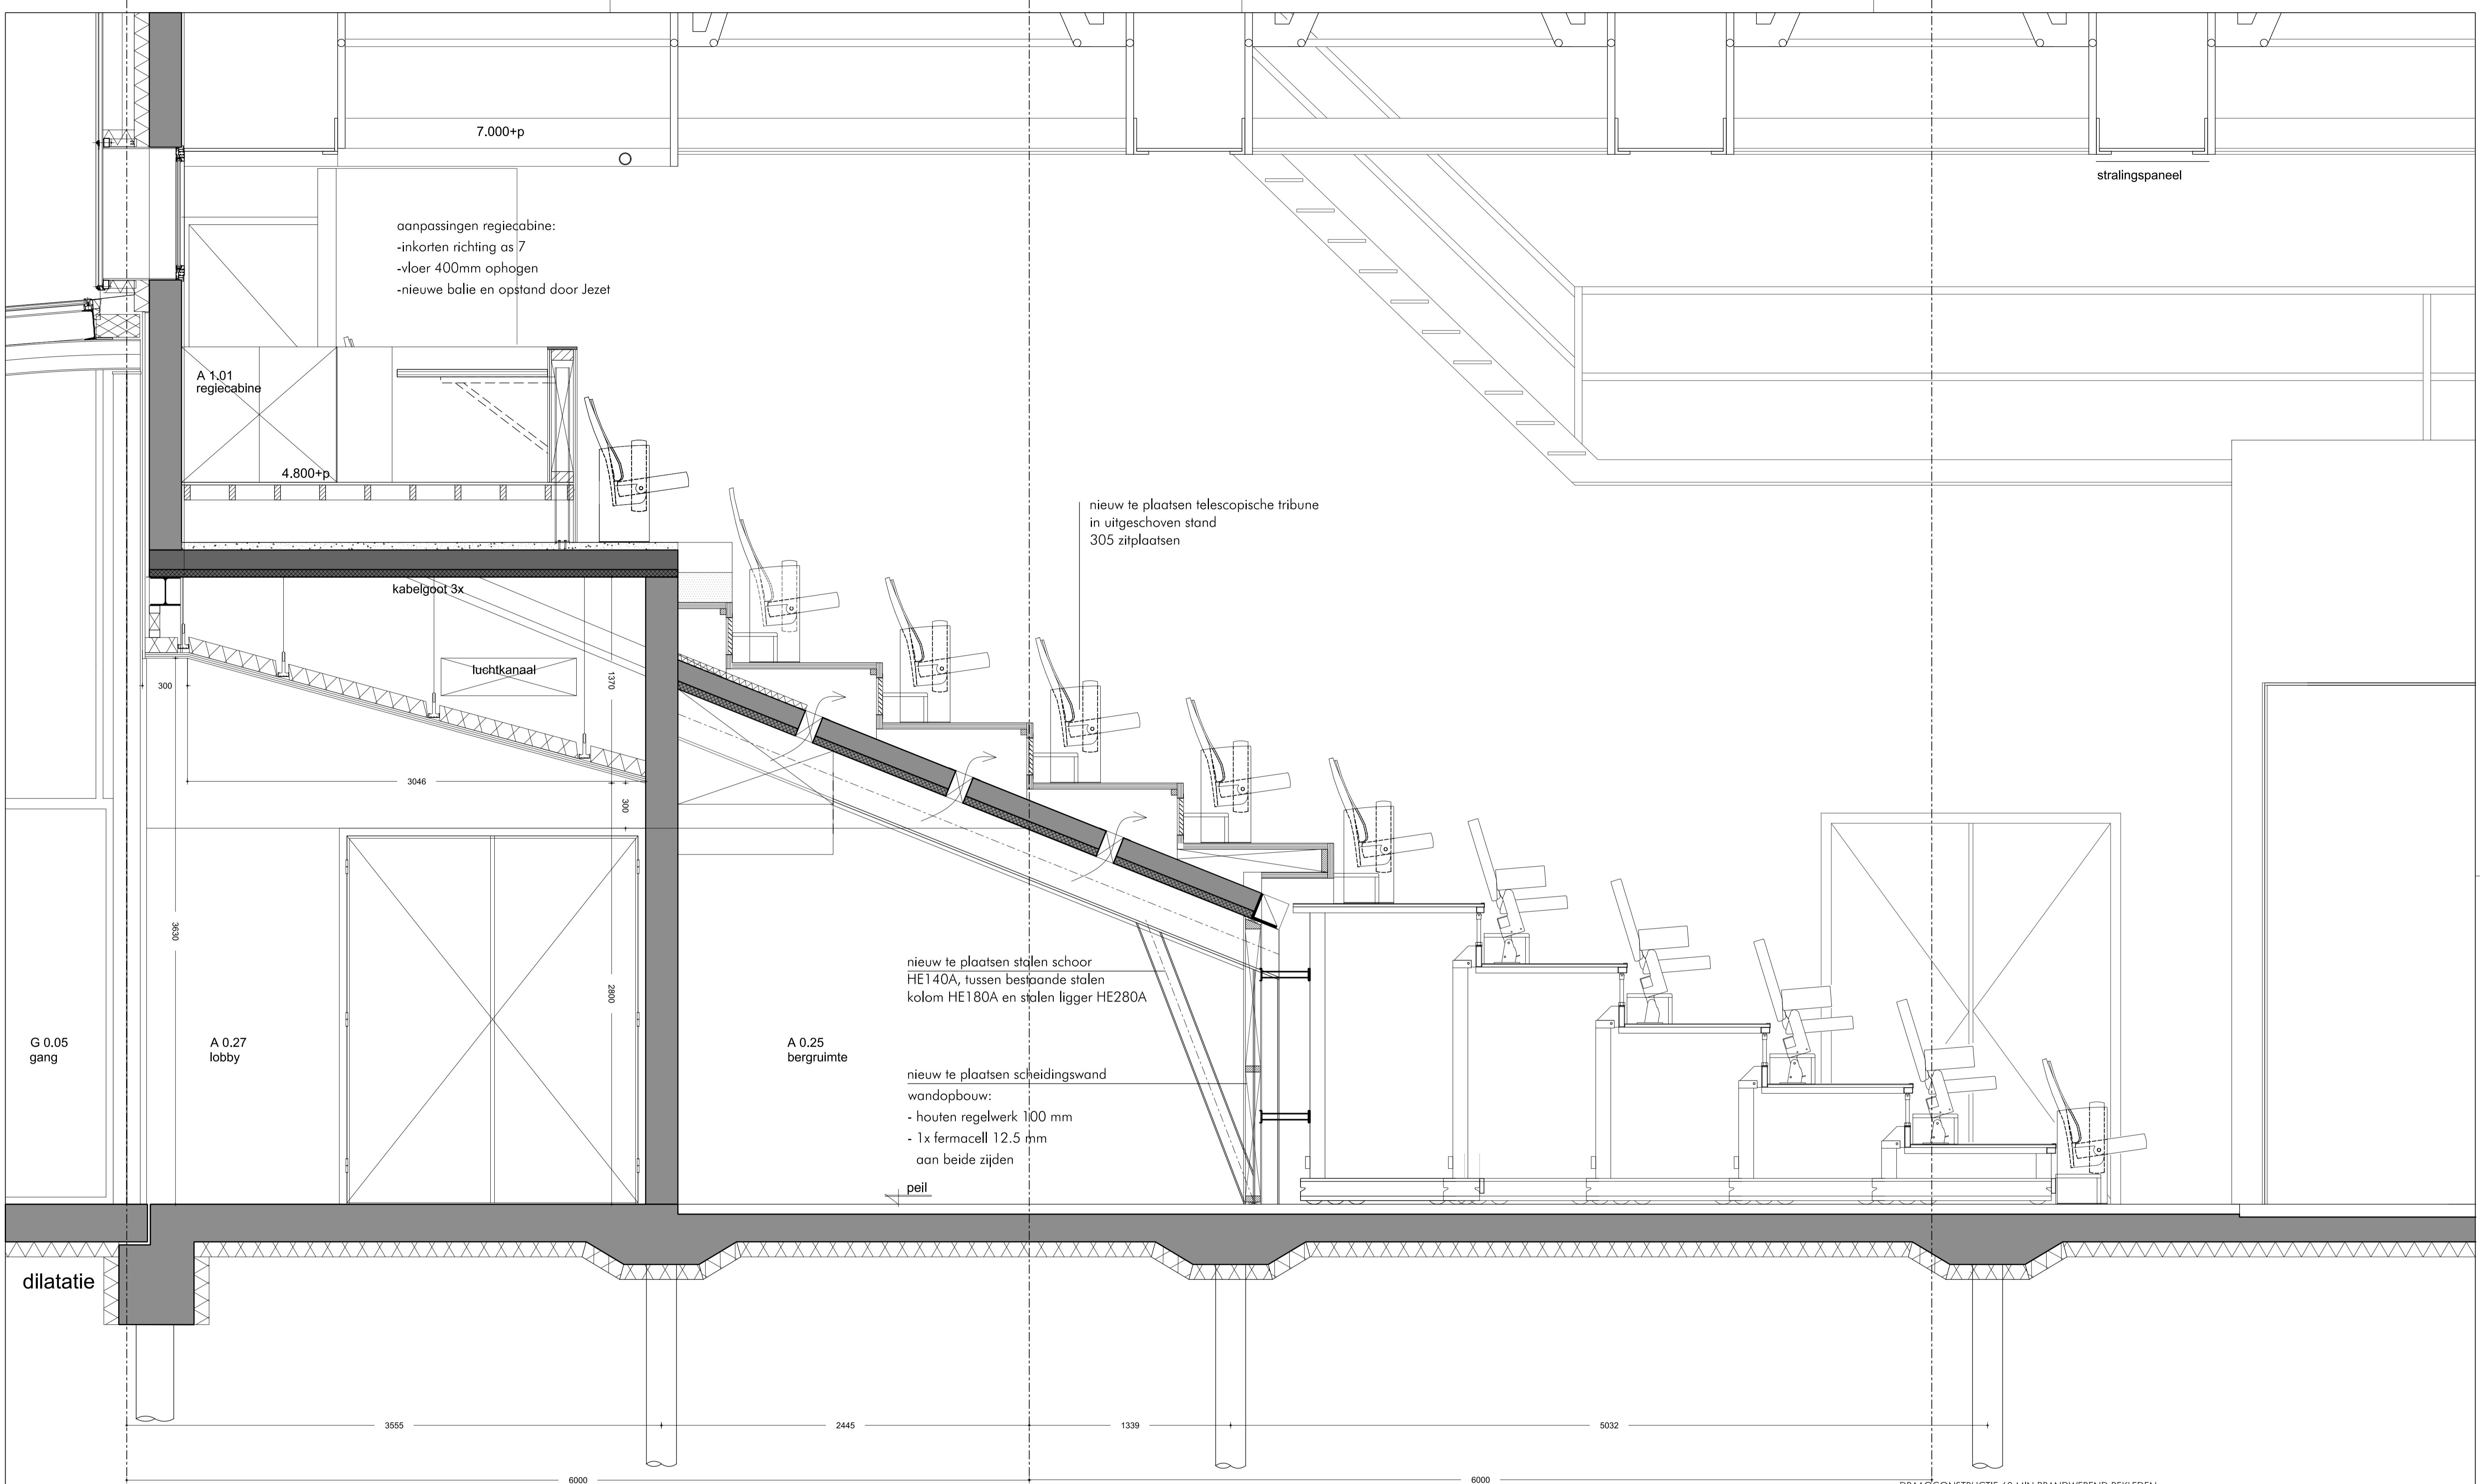 7.000+p
stralingspaneel
aanpassingen regiecabine:
-inkorten richting as 7
-vloer 400mm ophogen
-nieuwe balie en opstand door Jezet
A 1.01
regiecabine
4.800+p
nieuw te plaatsen telescopische tribune
in uitgeschoven stand
305 zitplaatsen
kabelgoot 3x
luchtkanaal
300
1370
3046
300
3630
2800
nieuw te plaatsen stalen schoor
HE140A, tussen bestaande stalen
kolom HE180A en stalen ligger HE280A
G 0.05
gang
A 0.27
lobby
A 0.25
bergruimte
nieuw te plaatsen scheidingswand
wandopbouw:
- houten regelwerk 100 mm
- 1x fermacell 12.5 mm
aan beide zijden
peil
dilatatie
3555
2445
1339
5032
6000
6000